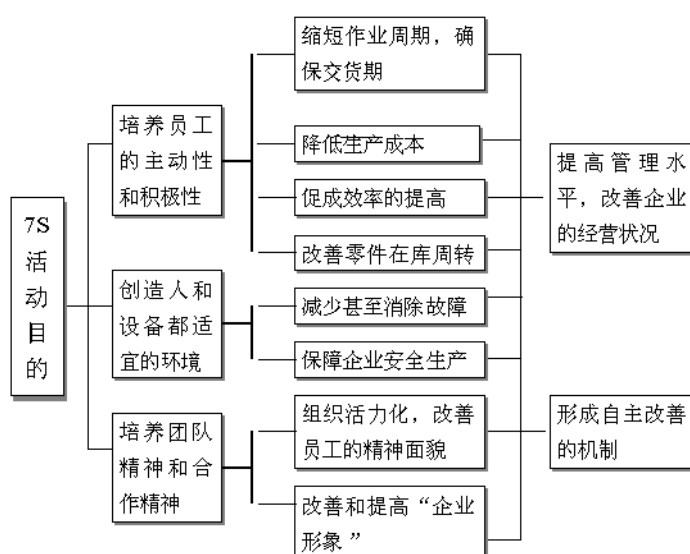 7S
活
动
目
的
培养员工
的主动性
和积极性
创造人和
设备都适
宜的环境
培养团队
精神和合
作精神
缩短作业周期，确
保交货期
降低生产成本
促成效率的提高
改善零件在库周转
减少甚至消除故障
保障企业安全生产
组织活力化，改善
员工的精神面貌
改善和提高“企业
形象”
提高管理水
平，改善企业
的经营状况
形成自主改善
的机制